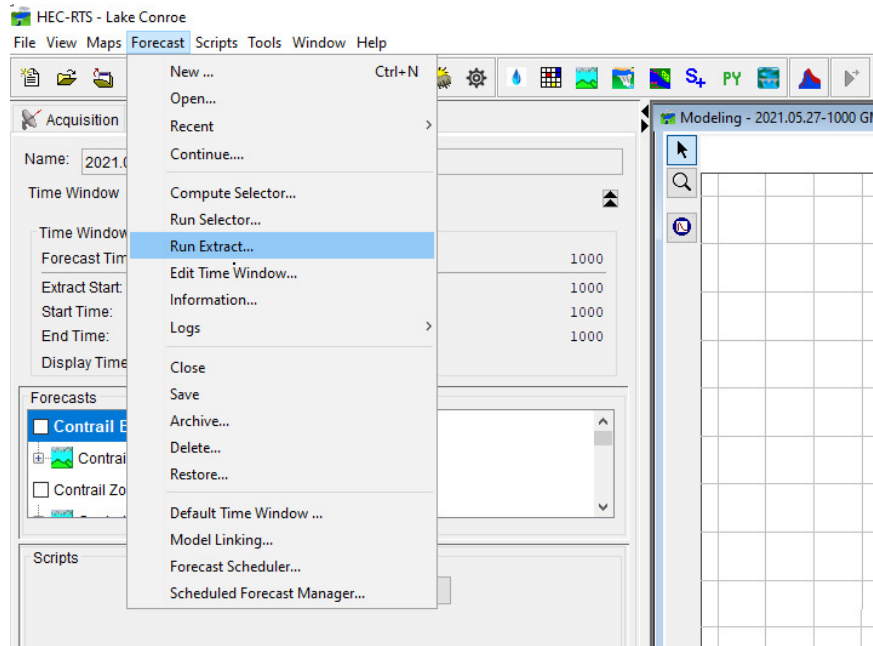 HEC-RTS - Lake Conroe
File View Maps Forecast Scripts Tools Window Help
S+ PY
Acquisition
Modeling - 2021.05.27-1000
Name: 2021.0
Time Window
Time Window
Forecast Tim 1000
Extract Start: 1000
Start Time: 1000
End Time: 1000
Display Time
Forecasts
Contrail
Contrai
Contrail Zo
Scripts
New ... Ctrl+N
Open...
Recent
Continue....
Compute Selector...
Run Selector...
Run Extract...
Edit Time Window...
Information...
Logs
Close
Save
Archive...
Delete...
Restore...
Default Time Window ...
Model Linking...
Forecast Scheduler...
Scheduled Forecast Manager...